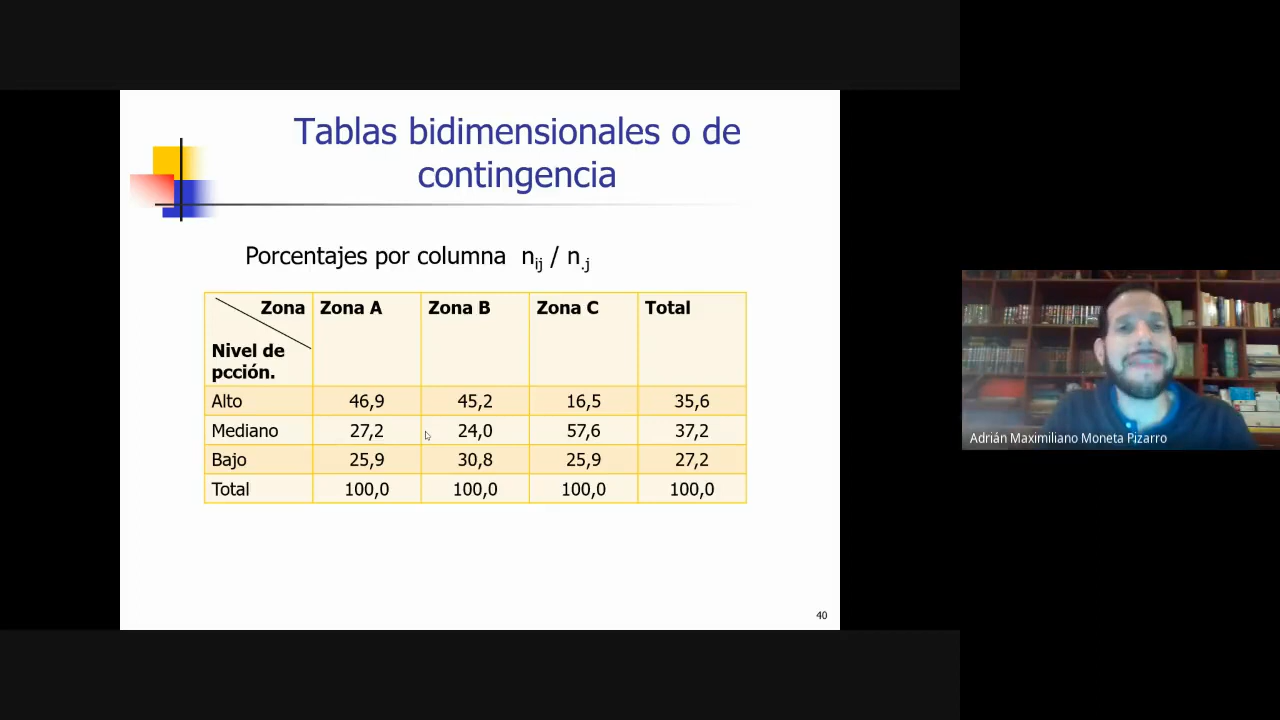 Tablas bidimensionales o de
contingencia
Porcentajes por columna nij / n.j
Zona Zona A Zona B Zona C Total
Nivel de
pcción.
Alto 46,9 45,2 16,5 35,6
Mediano 27,2 24,0 57,6 37,2
Bajo 25,9 30,8 25,9 27,2
Total 100,0 100,0 100,0 100,0
40
Adrián Maximiliano Moneta Pizarro